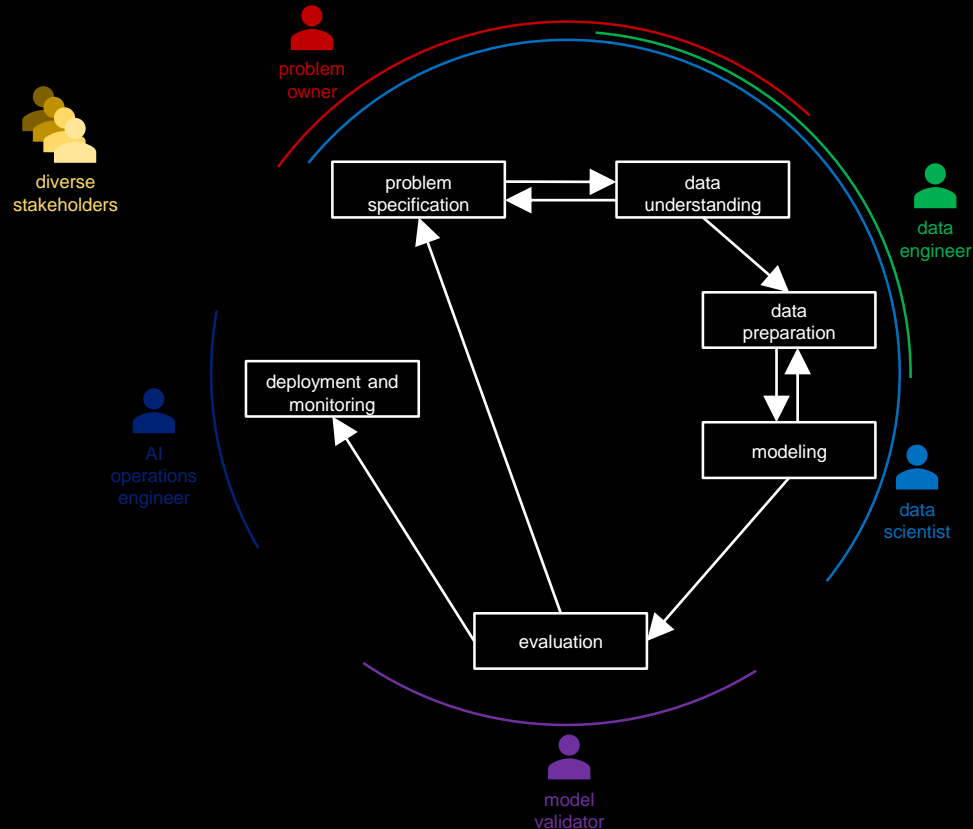 problem
owner
diverse
stakeholders
problem
specification
data
understanding
data
engineer
data
preparation
deployment and
monitoring
modeling
AI
operations
engineer
data
scientist
evaluation
model
validator